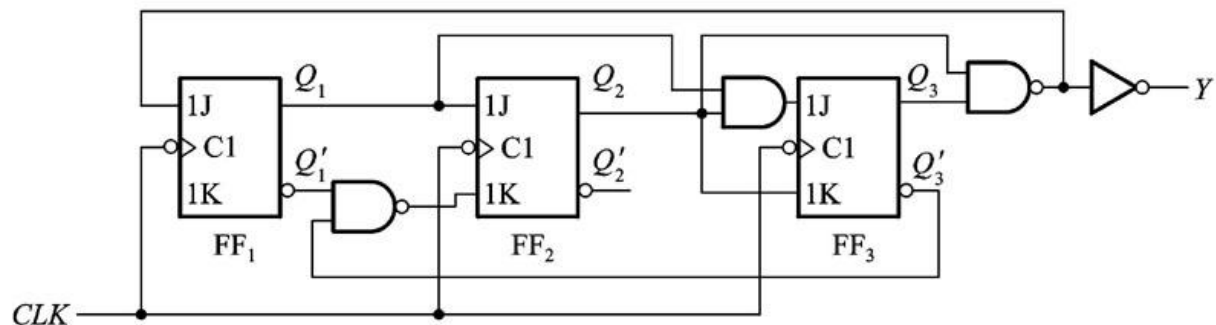 Q₁ Q₂ Q₃
1J 1J 1J Y
C1 C1 C1
Q₁′ Q₂′ Q₃′
1K 1K 1K
FF₁ FF₂ FF₃
CLK